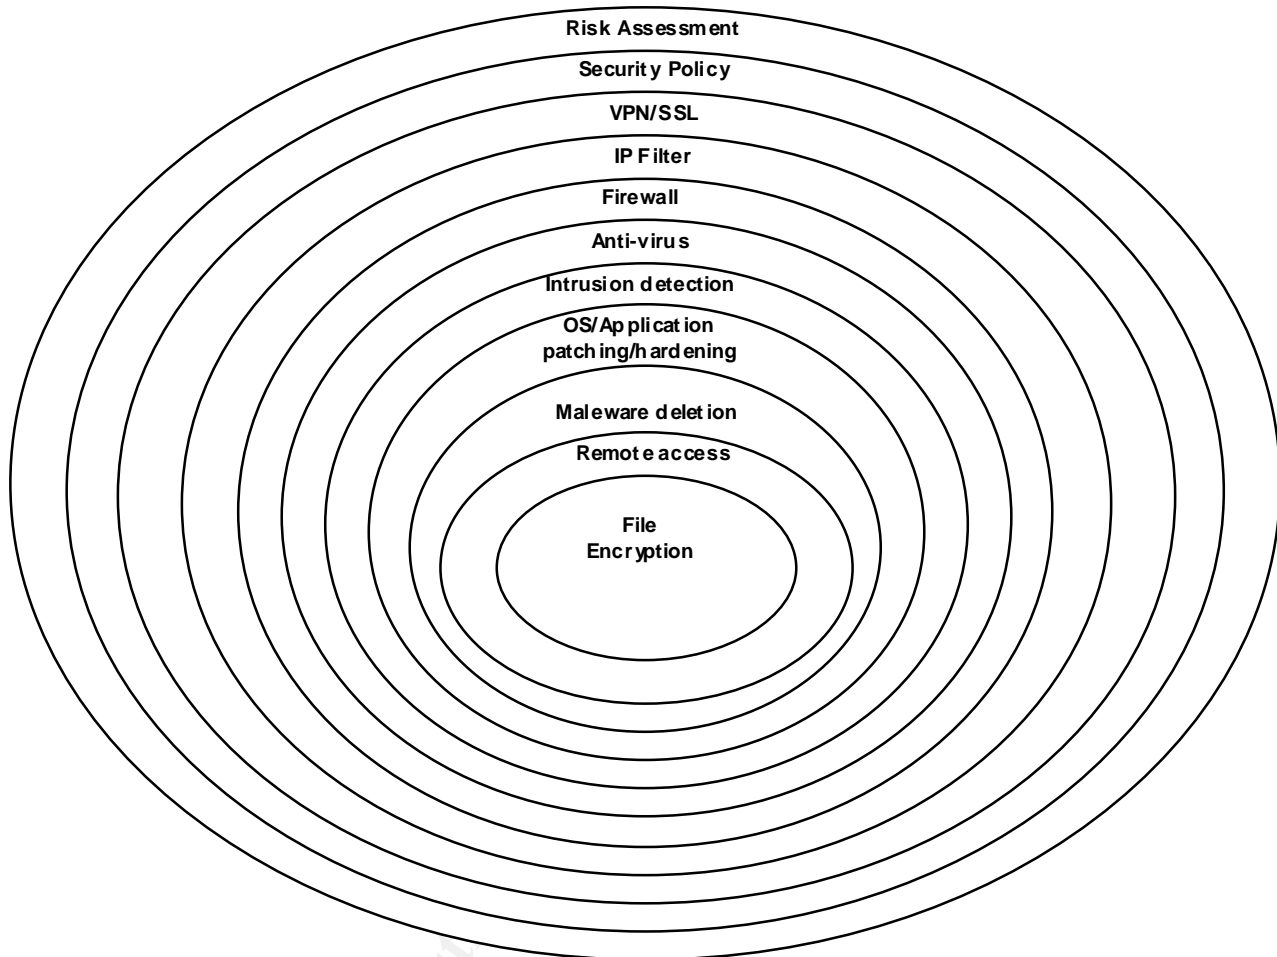 Risk Assessment
Security Policy
VPN/SSL
IP Filter
Firewall
Anti-virus
Intrusion detection
OS/Application
patching/hardening
Maleware deletion
Remote access
File
Encryption